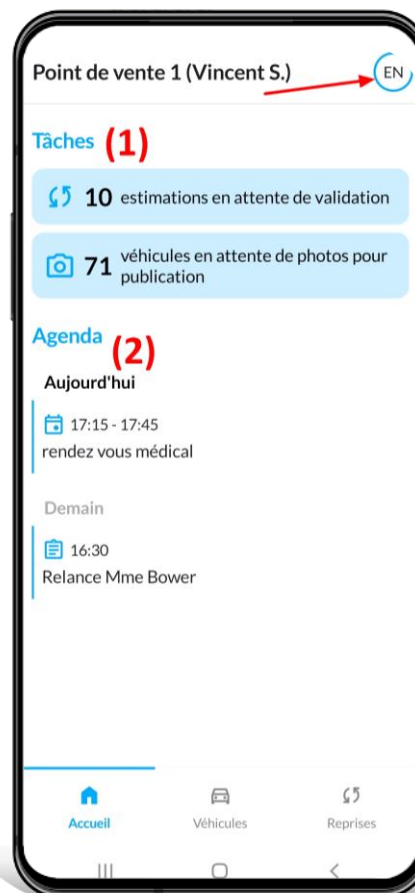 Point de vente 1 (Vincent S.)
EN
Tâches (1)
10 estimations en attente de validation
71 véhicules en attente de photos pour
publication
Agenda
(2)
Aujourd'hui
17:15 - 17:45
rendez vous médical
Demain
16:30
Relance Mme Bower
Accueil Véhicules Reprises